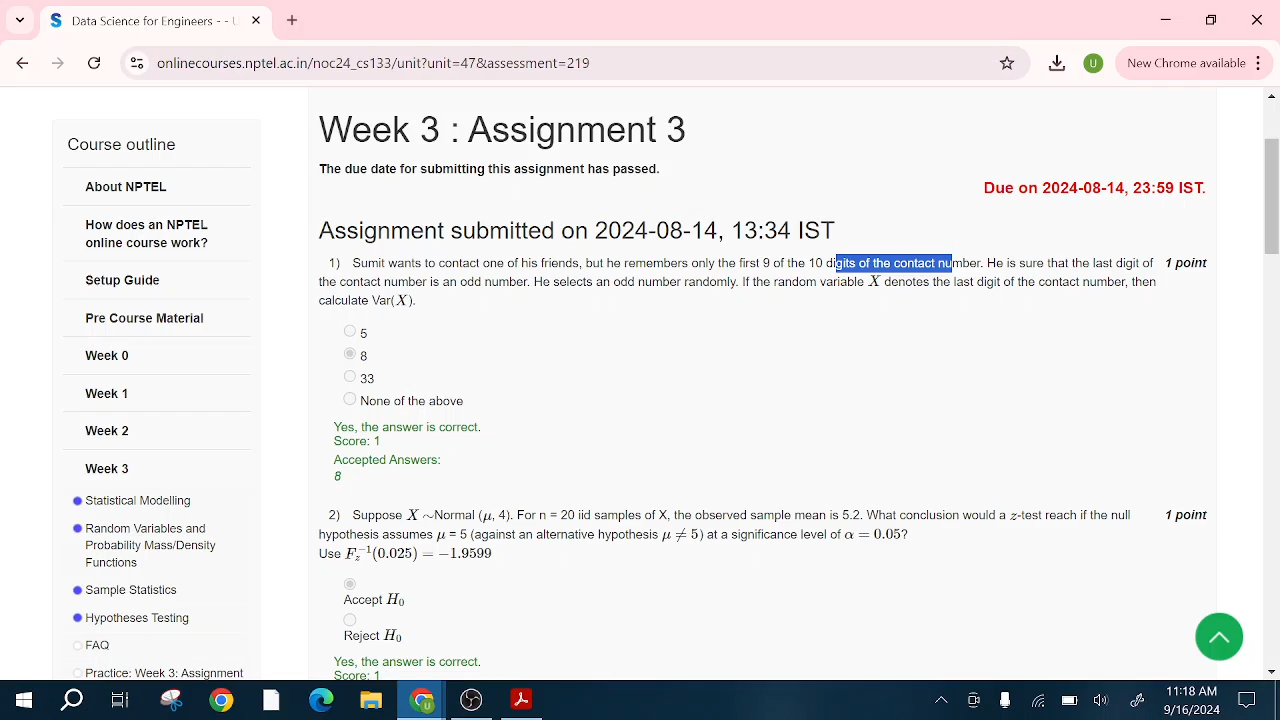 Data Science for Engineers - - U
onlinecourses.nptel.ac.in/noc24_cs133/unit?unit=47&assessment=219
U
New Chrome available
Course outline
About NPTEL
How does an NPTEL
online course work?
Setup Guide
Pre Course Material
Week 0
Week 1
Week 2
Week 3
Statistical Modelling
Random Variables and
Probability Mass/Density
Functions
Sample Statistics
Hypotheses Testing
FAQ
Practice: Week 3: Assignment
Week 3 : Assignment 3
The due date for submitting this assignment has passed.
Due on 2024-08-14, 23:59 IST.
Assignment submitted on 2024-08-14, 13:34 IST
1) Sumit wants to contact one of his friends, but he remembers only the first 9 of the 10 digits of the contact number. He is sure that the last digit of 1 point
the contact number is an odd number. He selects an odd number randomly. If the random variable X denotes the last digit of the contact number, then
calculate Var(X).
5
8
33
None of the above
Yes, the answer is correct.
Score: 1
Accepted Answers:
8
2) Suppose X ∼Normal (μ, 4). For n = 20 iid samples of X, the observed sample mean is 5.2. What conclusion would a z-test reach if the null 1 point
hypothesis assumes μ = 5 (against an alternative hypothesis μ ≠ 5) at a significance level of α = 0.05?
Use F_z^{-1}(0.025) = −1.9599
Accept H₀
Reject H₀
Yes, the answer is correct.
Score: 1
11:18 AM
9/16/2024